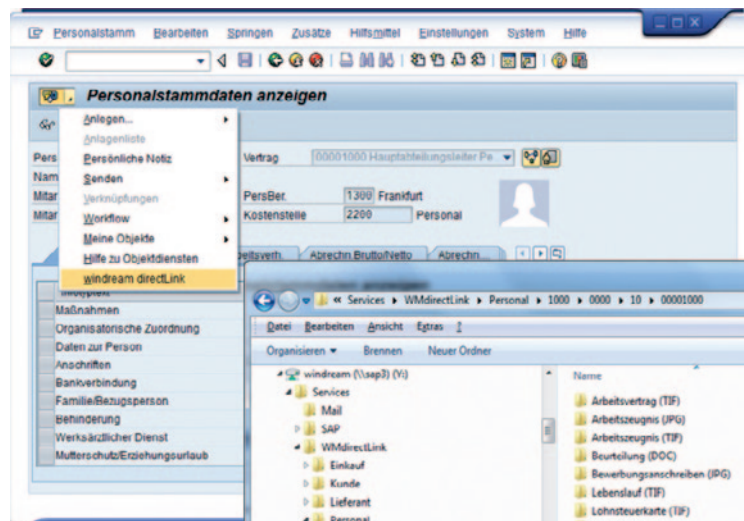 Personalstamm Bearbeiten Springen Zusätze Hilfsmittel Einstellungen System Hilfe
Personalstammdaten anzeigen
Anlegen...
Anlagenliste
Persönliche Notiz
Senden
Verknüpfungen
Workflow
Meine Objekte
Hilfe zu Objektdiensten
windream directLink
Pers
Vertrag 00001000 Hauptabteilungsleiter Pe
Nam
Mitar
PersBer. 1300 Frankfurt
Mitar
Kostenstelle 2200 Personal
beitsverh. Abrechn.Brutto/Netto Abrechn....
Infotyptext
Maßnahmen
Organisatorische Zuordnung
Daten zur Person
Anschriften
Bankverbindung
Familie/Bezugsperson
Behinderung
Werksärztlicher Dienst
Mutterschutz/Erziehungsurlaub
« Services WMdirectLink Personal 1000 0000 10 00001000
Datei Bearbeiten Ansicht Extras ?
Organisieren Brennen Neuer Ordner
windream (\\sap3) (Y:)
Services
Mail
SAP
WMdirectLink
Einkauf
Kunde
Lieferant
Personal
Name
Arbeitsvertrag (TIF)
Arbeitszeugnis (JPG)
Arbeitszeugnis (TIF)
Beurteilung (DOC)
Bewerbungsanschreiben (JPG)
Lebenslauf (TIF)
Lohnsteuerkarte (TIF)